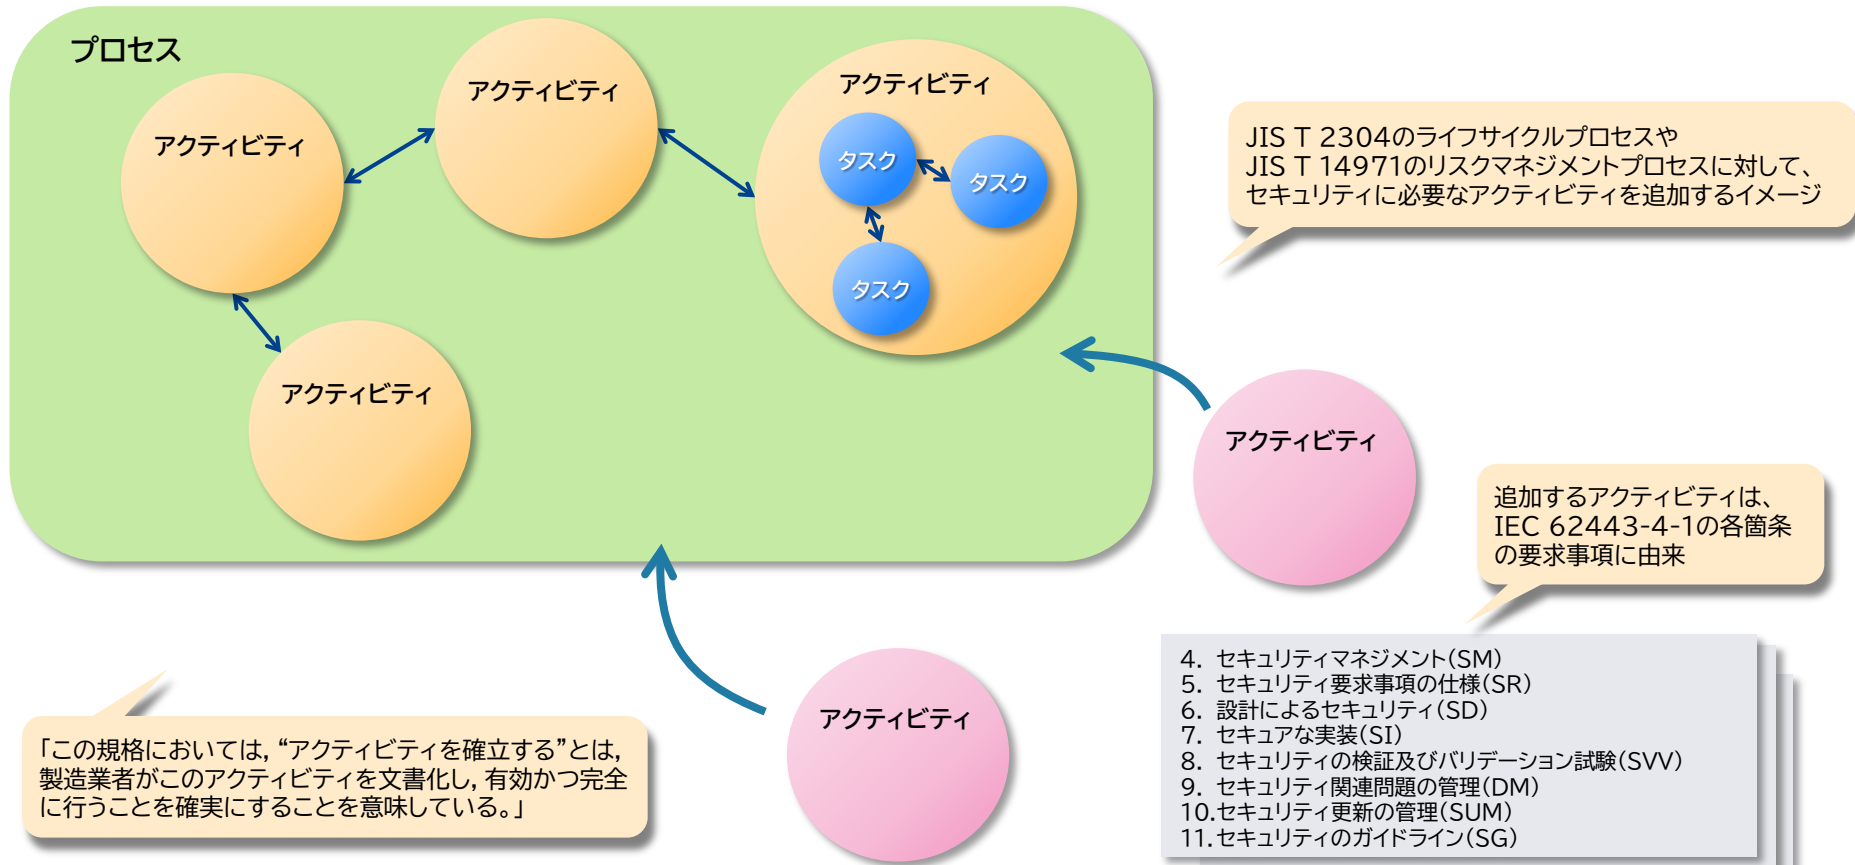 プロセス
アクティビティ
アクティビティ
アクティビティ
タスク
タスク
タスク
アクティビティ
JIS T 2304のライフサイクルプロセスや
JIS T 14971のリスクマネジメントプロセスに対して、
セキュリティに必要なアクティビティを追加するイメージ
アクティビティ
追加するアクティビティは、
IEC 62443-4-1の各箇条
の要求事項に由来
アクティビティ
「この規格においては，“アクティビティを確立する”とは，
製造業者がこのアクティビティを文書化し，有効かつ完全
に行うことを確実にすることを意味している。」
4. セキュリティマネジメント(SM)
5. セキュリティ要求事項の仕様(SR)
6. 設計によるセキュリティ(SD)
7. セキュアな実装(SI)
8. セキュリティの検証及びバリデーション試験(SVV)
9. セキュリティ関連問題の管理(DM)
10.セキュリティ更新の管理(SUM)
11.セキュリティのガイドライン(SG)